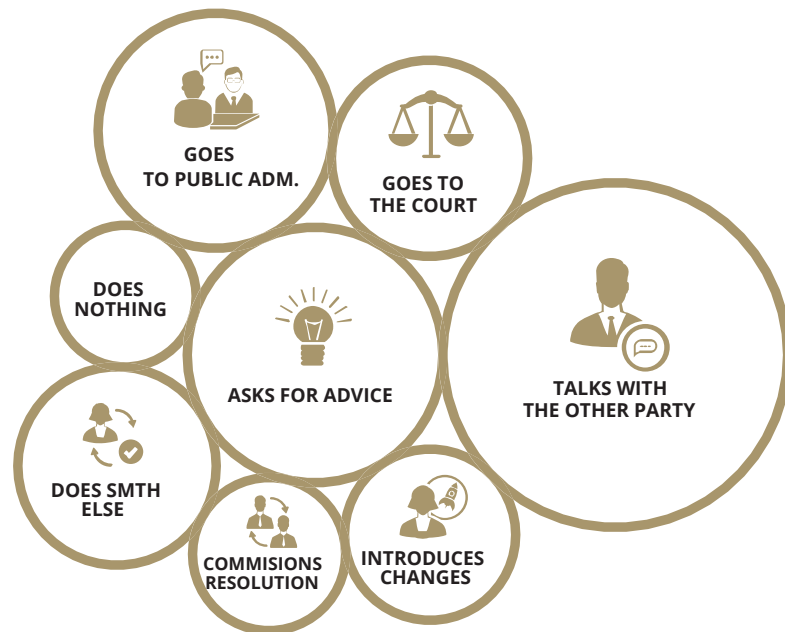 GOES
TO PUBLIC ADM.
GOES TO
THE COURT
DOES
NOTHING
ASKS FOR ADVICE
TALKS WITH
THE OTHER PARTY
DOES SMTH
ELSE
COMMISIONS
RESOLUTION
INTRODUCES
CHANGES